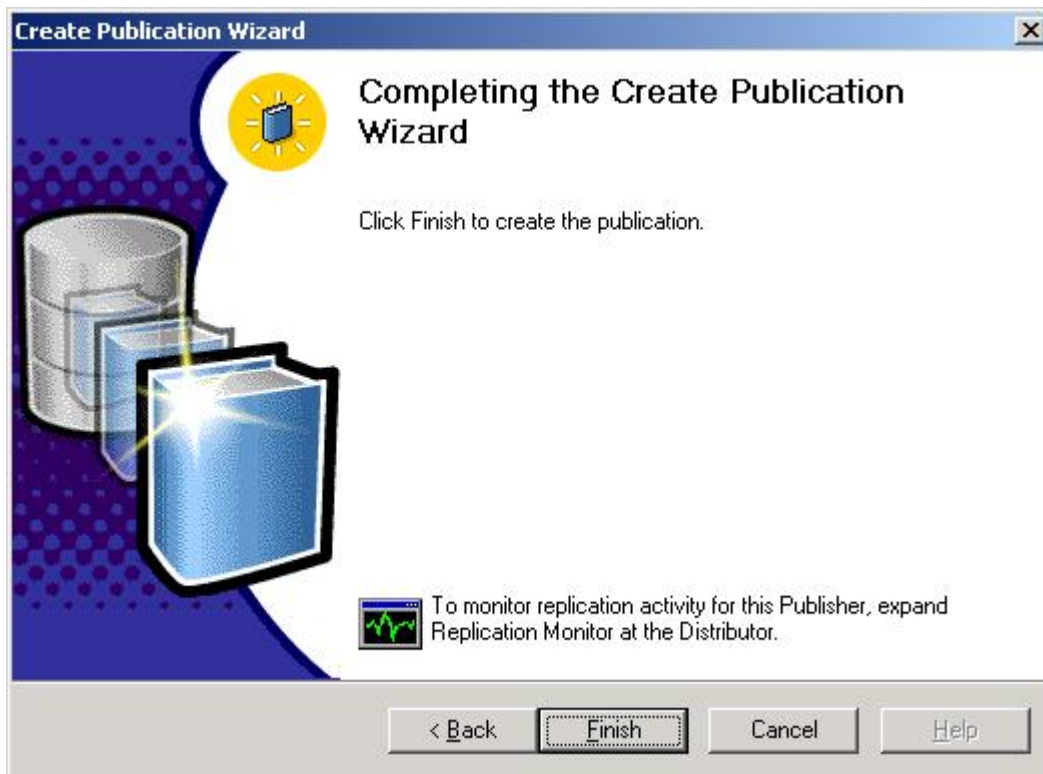 Create Publication Wizard
Completing the Create Publication
Wizard
Click Finish to create the publication.
To monitor replication activity for this Publisher, expand
Replication Monitor at the Distributor.
< Back
Finish
Cancel
Help